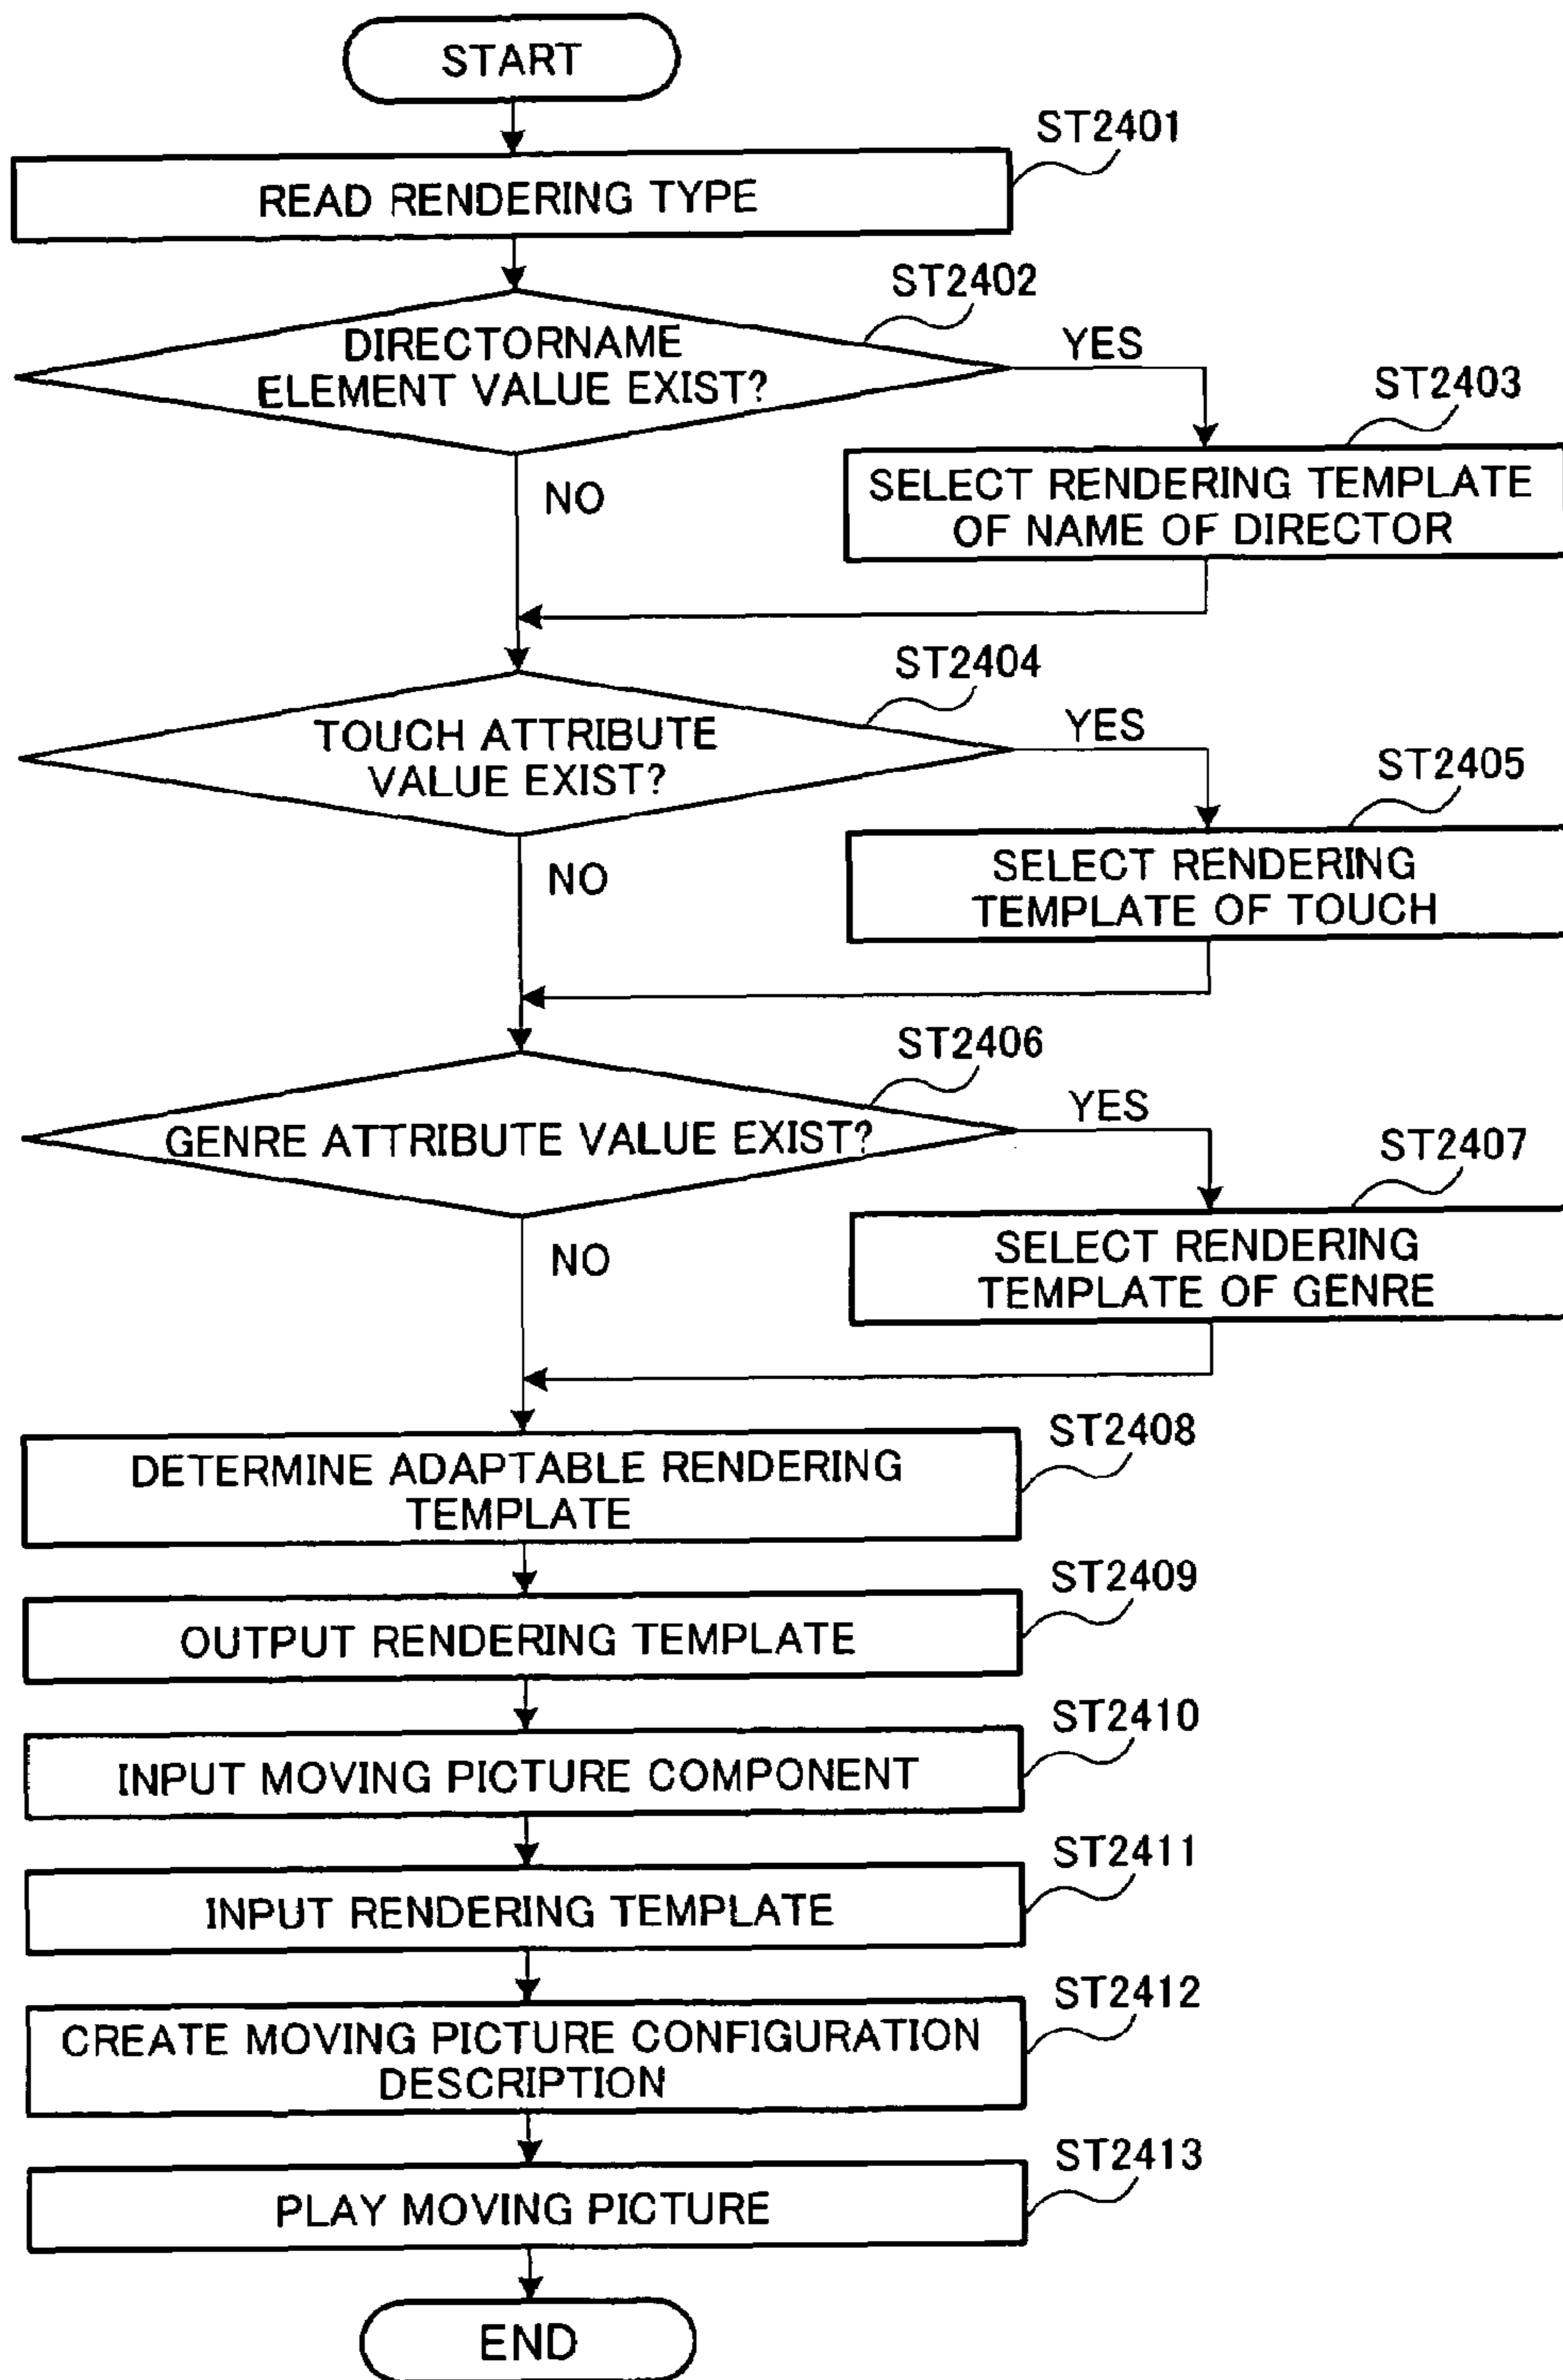 START
ST2401
READ RENDERING TYPE
ST2402
DIRECTORNAME
ELEMENT VALUE EXIST?
YES
ST2403
SELECT RENDERING TEMPLATE
OF NAME OF DIRECTOR
NO
ST2404
TOUCH ATTRIBUTE
VALUE EXIST?
YES
ST2405
SELECT RENDERING
TEMPLATE OF TOUCH
NO
ST2406
GENRE ATTRIBUTE VALUE EXIST?
YES
ST2407
SELECT RENDERING
TEMPLATE OF GENRE
NO
ST2408
DETERMINE ADAPTABLE RENDERING
TEMPLATE
ST2409
OUTPUT RENDERING TEMPLATE
ST2410
INPUT MOVING PICTURE COMPONENT
ST2411
INPUT RENDERING TEMPLATE
ST2412
CREATE MOVING PICTURE CONFIGURATION
DESCRIPTION
ST2413
PLAY MOVING PICTURE
END